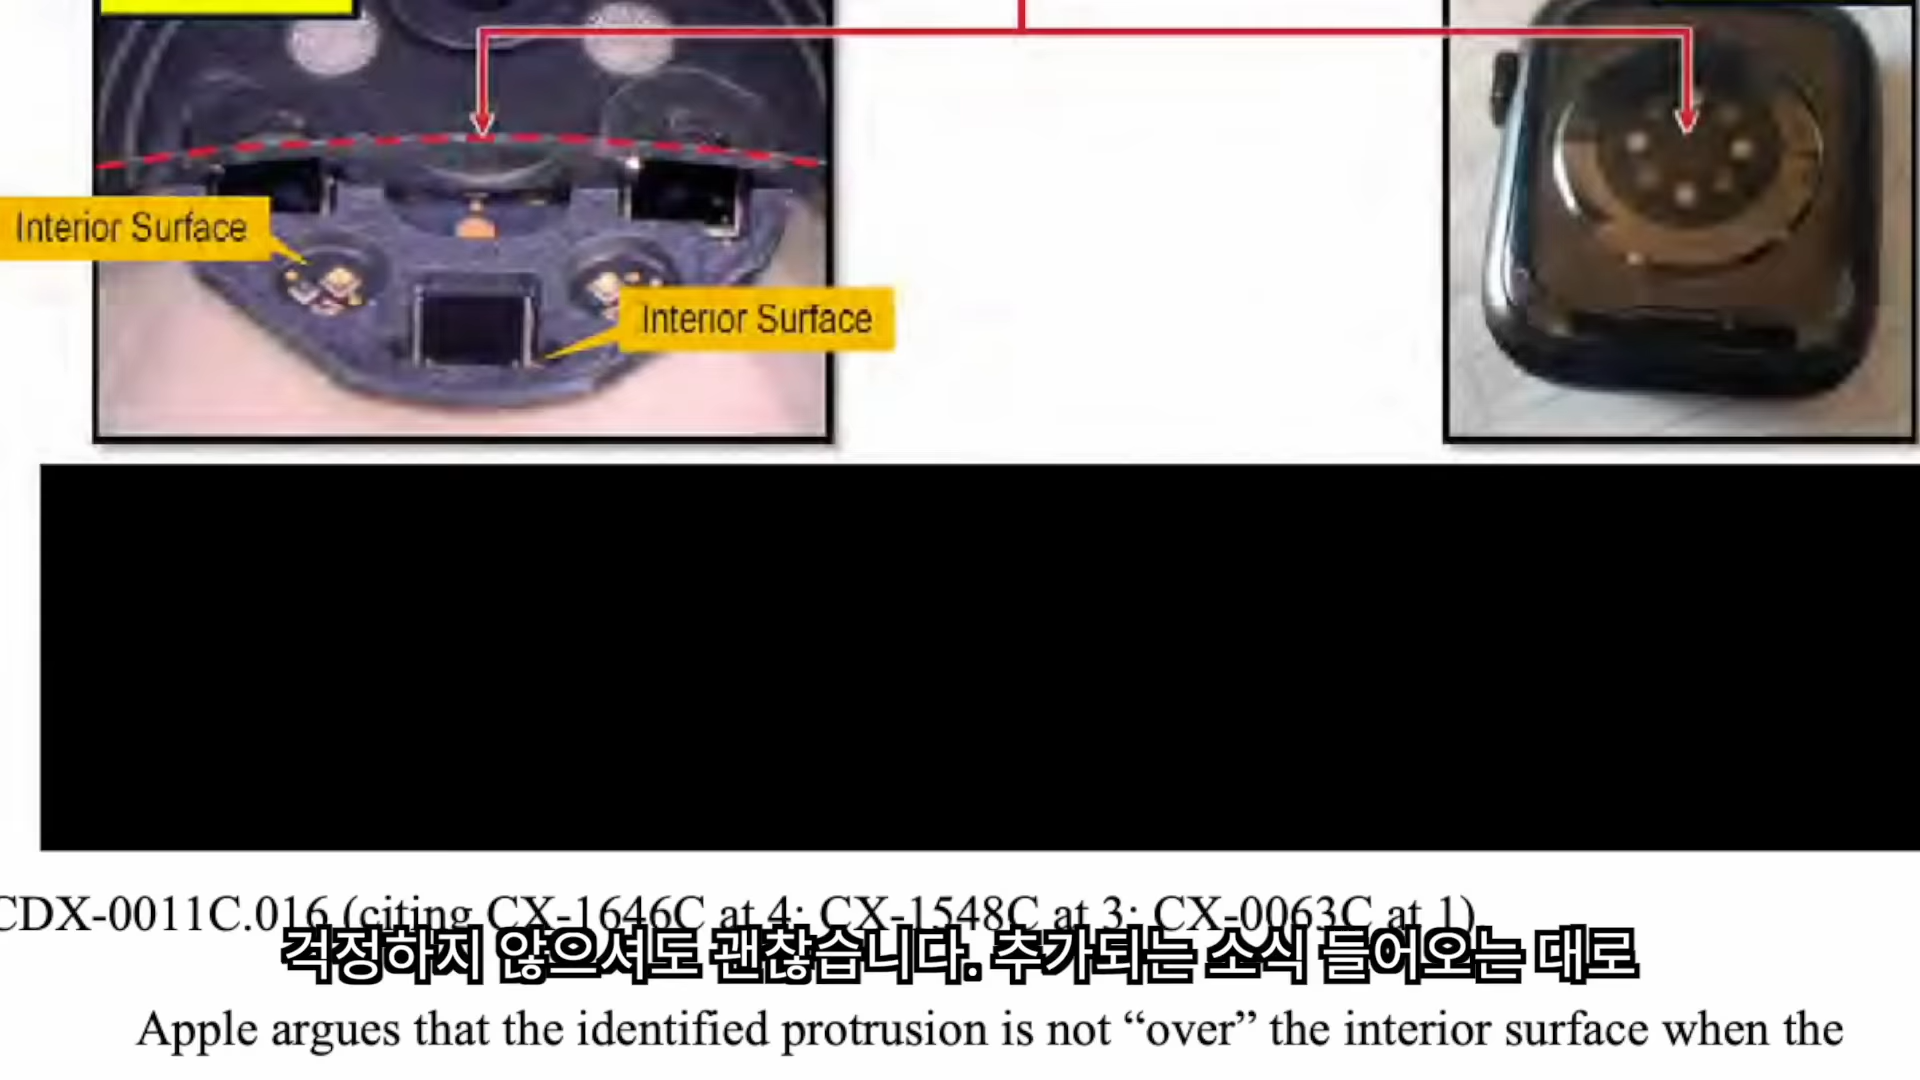 Interior Surface
Interior Surface
CDX-0011C.016 (citing CX-1646C at 4; CX-1548C at 3; CX-0063C at 1)
걱정하지 않으셔도 괜찮습니다. 추가되는 소식 들어오는 대로
Apple argues that the identified protrusion is not “over” the interior surface when the